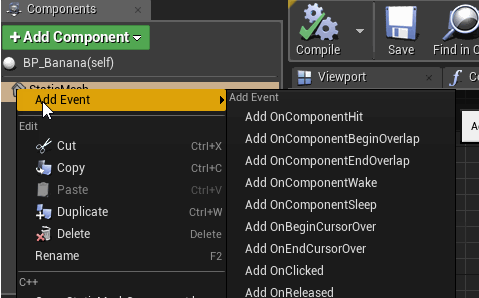 Components
+ Add Component
BP_Banana(self)
StaticMesh
Add Event
Edit
Cut Ctrl+X
Copy Ctrl+C
Paste Ctrl+V
Duplicate Ctrl+W
Delete Delete
Rename F2
C++
Compile
Save
Find in C
Viewport
Add Event
Add OnComponentHit
Add OnComponentBeginOverlap
Add OnComponentEndOverlap
Add OnComponentWake
Add OnComponentSleep
Add OnBeginCursorOver
Add OnEndCursorOver
Add OnClicked
Add OnReleased